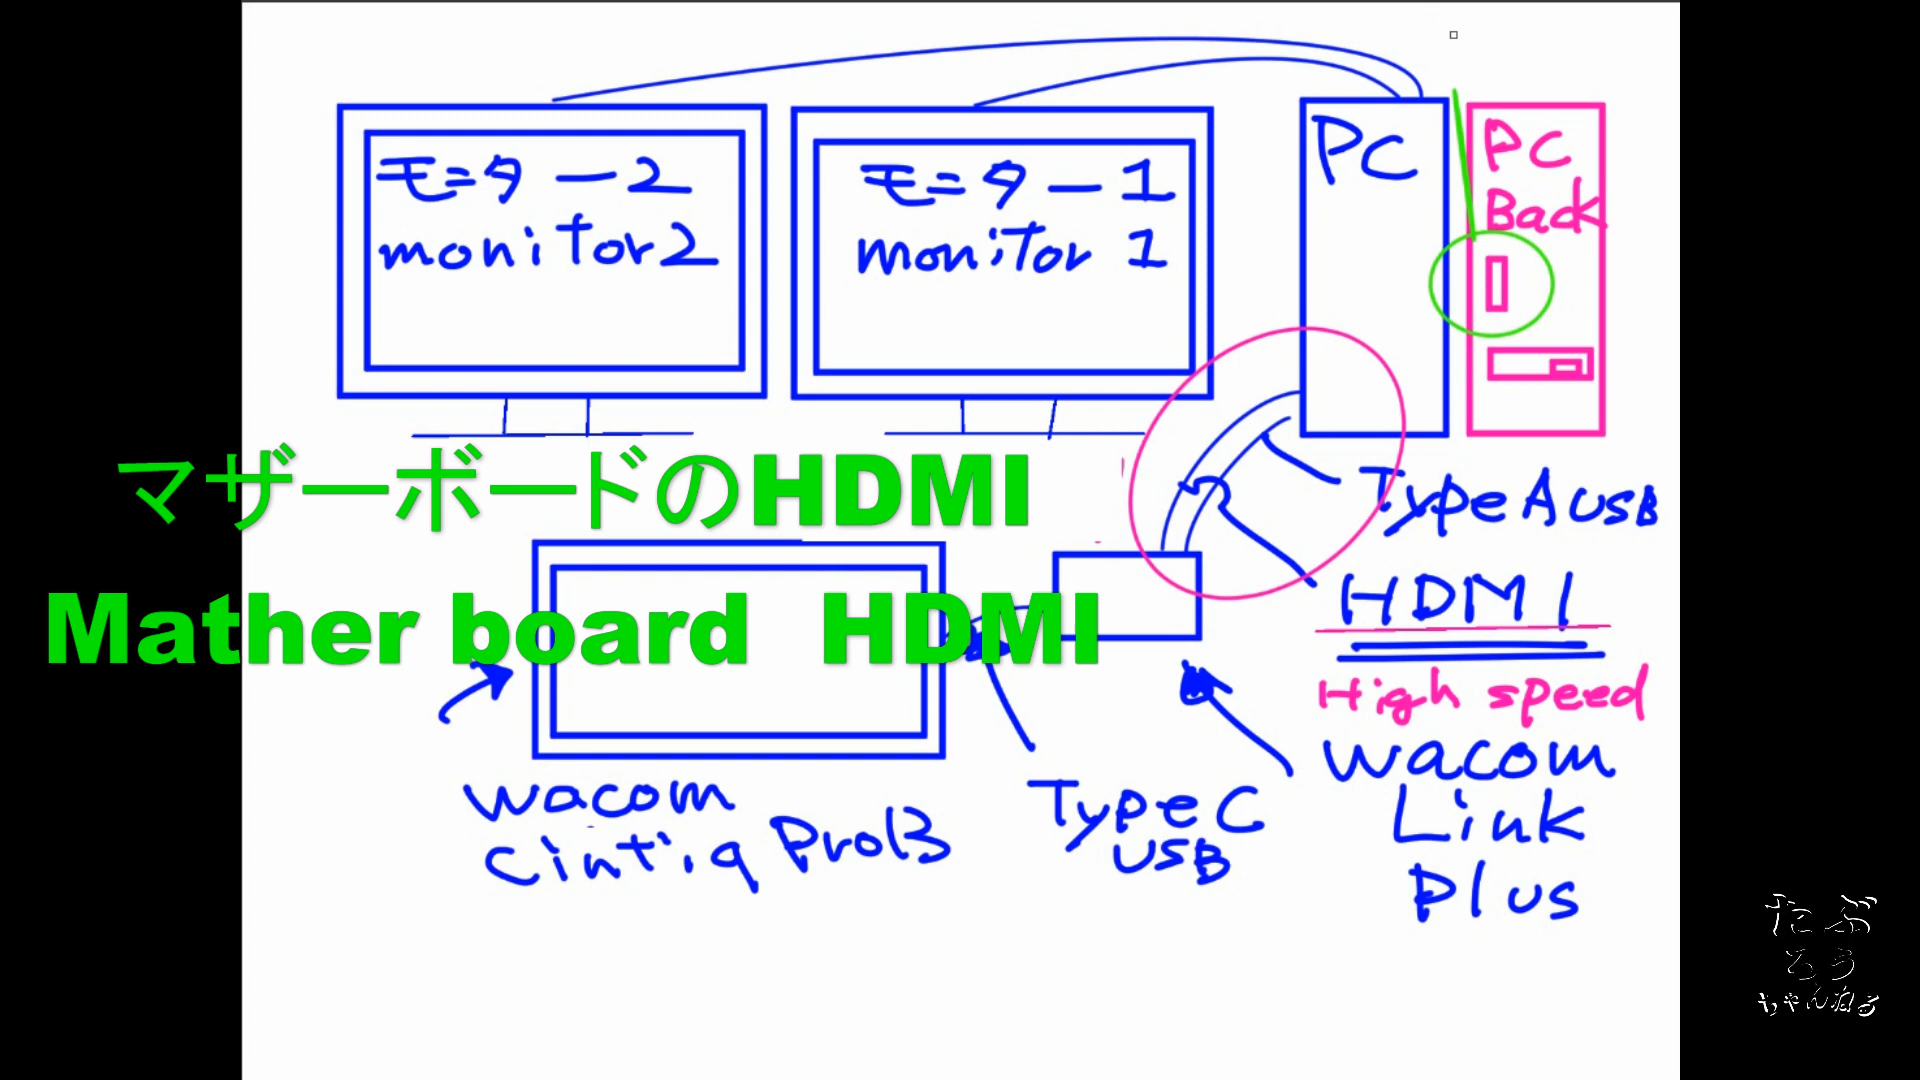 モニター2
monitor2
モニター1
monitor 1
PC
PC
Back
マザーボードのHDMI
Mather board HDMI
Type A USB
HDMI
High speed
wacom
Link
Plus
wacom
cintiq Pro13
Type C
USB
たぶ
ろう
ちゃんねる